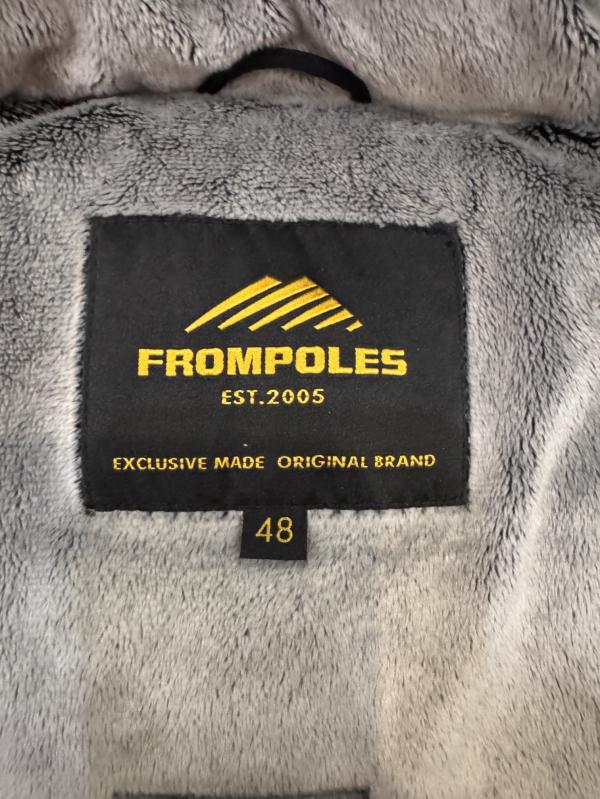 FROMPOLES
EST.2005
EXCLUSIVE MADE ORIGINAL BRAND
48